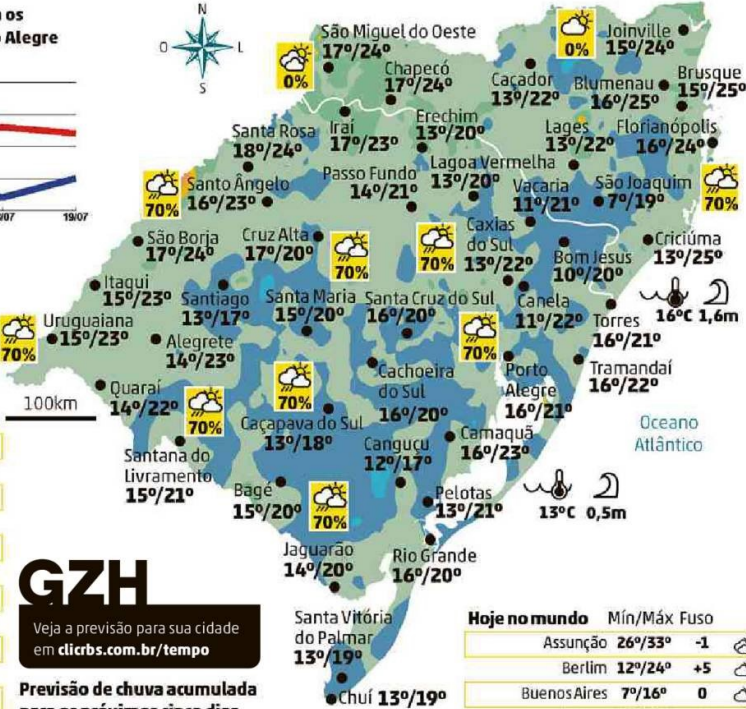 os
Alegre
/07
19/07
N
O
L
S
São Miguel do Oeste
17º/24º
0%
Chapecó
17º/24º
0%
Joinville
15º/24º
Caçador
13º/22º
Blumenau
16º/25º
Brusque
15º/25º
Santa Rosa
18º/24º
Iraí
17º/23º
Erechim
13º/20º
Lages
13º/22º
Florianópolis
16º/24º
70%
Santo Ângelo
16º/23º
Passo Fundo
14º/21º
Lagoa Vermelha
13º/20º
Vacaria
11º/21º
São Joaquim
7º/19º
70%
São Borja
17º/24º
Cruz Alta
17º/20º
70%
70%
Caxias
do Sul
13º/22º
Bom Jesus
10º/20º
Criciúma
13º/25º
Itaqui
15º/23º
Santiago
13º/17º
Santa Maria
15º/20º
Santa Cruz do Sul
16º/20º
Canela
11º/22º
16ºC 1,6m
Torres
16º/21º
70%
Uruguaiana
15º/23º
Alegrete
14º/23º
70%
Cachoeira
do Sul
16º/20º
Porto
Alegre
16º/21º
Tramandaí
16º/22º
100km
Quaraí
14º/22º
70%
70%
Caçapava do Sul
13º/18º
Canguçu
12º/17º
Camaquã
16º/23º
Oceano
Atlântico
Santana do
Livramento
15º/21º
Bagé
15º/20º
70%
Pelotas
13º/21º
13ºC 0,5m
Jaguarão
14º/20º
Rio Grande
16º/20º
GZH
Veja a previsão para sua cidade
em clicrbs.com.br/tempo
Santa Vitória
do Palmar
13º/19º
Chuí 13º/19º
Previsão de chuva acumulada
Hoje no mundo Mín/Máx Fuso
Assunção 26º/33º -1
Berlim 12º/24º +5
Buenos Aires 7º/16º 0